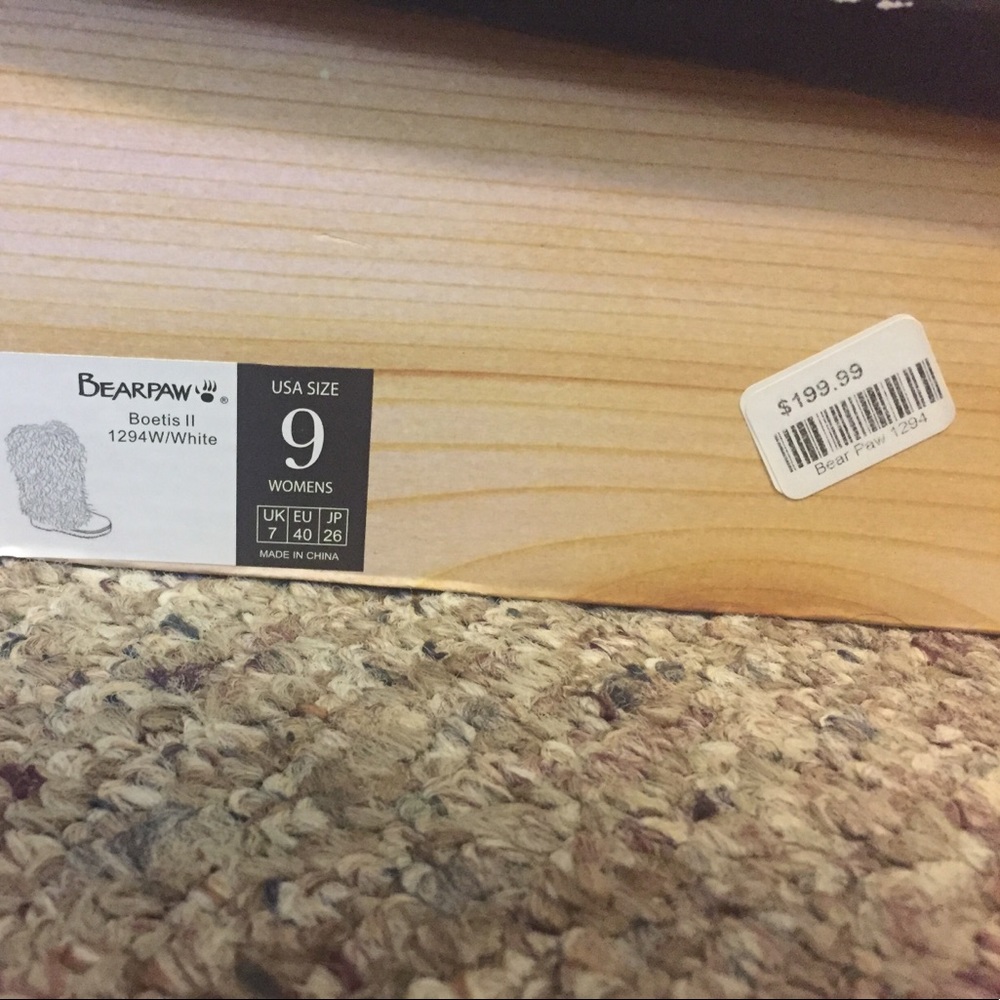 BEARPAW ®
Boetis II
1294W/White
USA SIZE
9
WOMENS
UK EU JP
7 40 26
MADE IN CHINA
$199.99
Bear Paw 1294